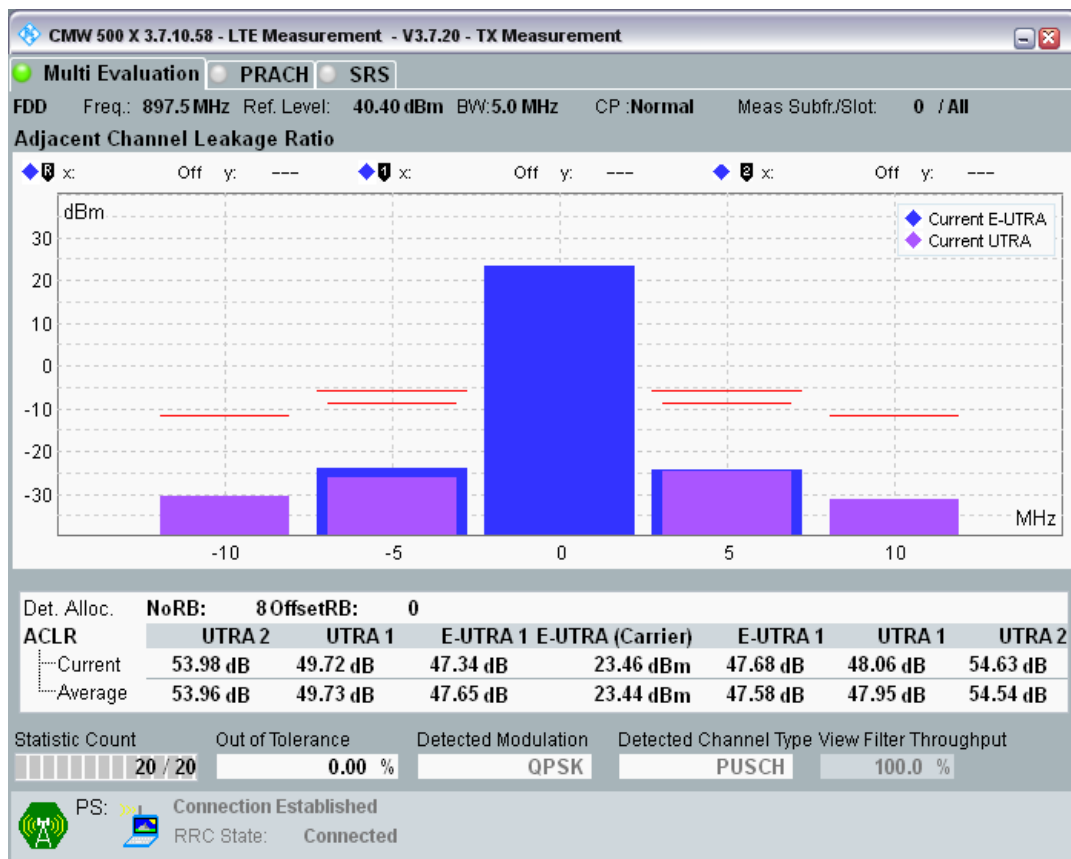 CMW 500 X 3.7.10.58 - LTE Measurement - V3.7.20 - TX Measurement
Multi Evaluation PRACH SRS
FDD Freq.: 897.5 MHz Ref. Level: 40.40 dBm BW:5.0 MHz CP :Normal Meas Subfr./Slot: 0 / All
Adjacent Channel Leakage Ratio
R x: Off y: --- 1 x: Off y: --- 2 x: Off y: ---
dBm
Current E-UTRA
Current UTRA
30
20
10
0
-10
-20
-30
MHz
-10 -5 0 5 10
Det. Alloc. NoRB: 8 OffsetRB: 0
ACLR UTRA 2 UTRA 1 E-UTRA 1 E-UTRA (Carrier) E-UTRA 1 UTRA 1 UTRA 2
Current 53.98 dB 49.72 dB 47.34 dB 23.46 dBm 47.68 dB 48.06 dB 54.63 dB
Average 53.96 dB 49.73 dB 47.65 dB 23.44 dBm 47.58 dB 47.95 dB 54.54 dB
Statistic Count Out of Tolerance Detected Modulation Detected Channel Type View Filter Throughput
20 / 20 0.00 % QPSK PUSCH 100.0 %
PS: Connection Established
RRC State: Connected